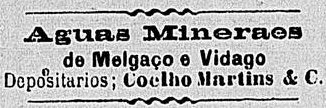 Aguas Mineraes
de Melgaço e Vidago
Depositarios; Coelho Martins & C.